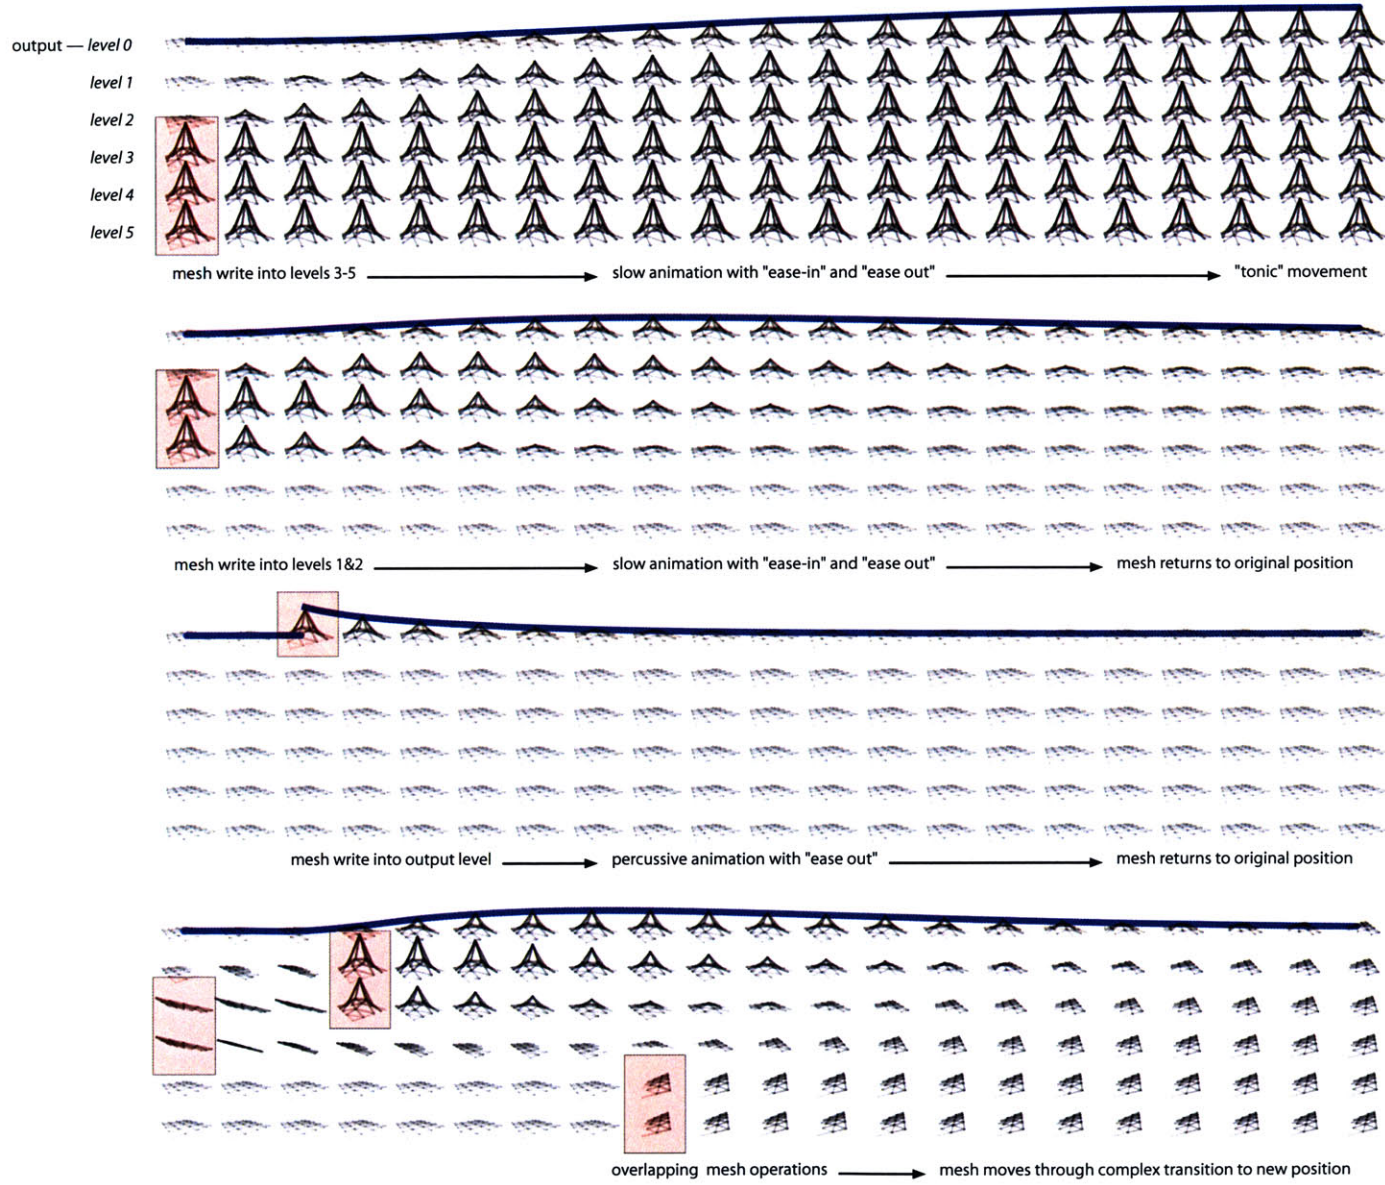 output — level 0
level 1
level 2
level 3
level 4
level 5
mesh write into levels 3-5 slow animation with "ease-in" and "ease out" "tonic" movement
mesh write into levels 1&2 slow animation with "ease-in" and "ease out" mesh returns to original position
mesh write into output level percussive animation with "ease out" mesh returns to original position
overlapping mesh operations mesh moves through complex transition to new position